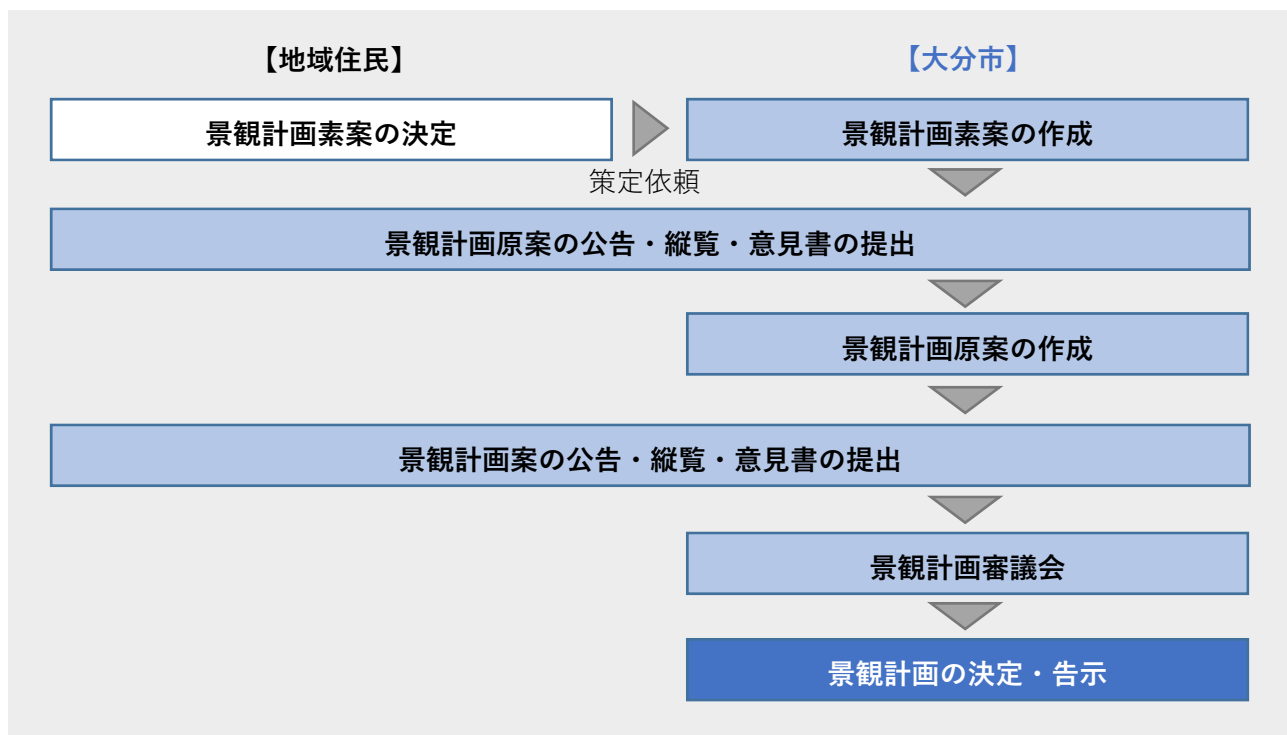 【地域住民】
【大分市】
景観計画素案の決定
景観計画素案の作成
策定依頼
景観計画原案の公告・縦覧・意見書の提出
景観計画原案の作成
景観計画案の公告・縦覧・意見書の提出
景観計画審議会
景観計画の決定・告示